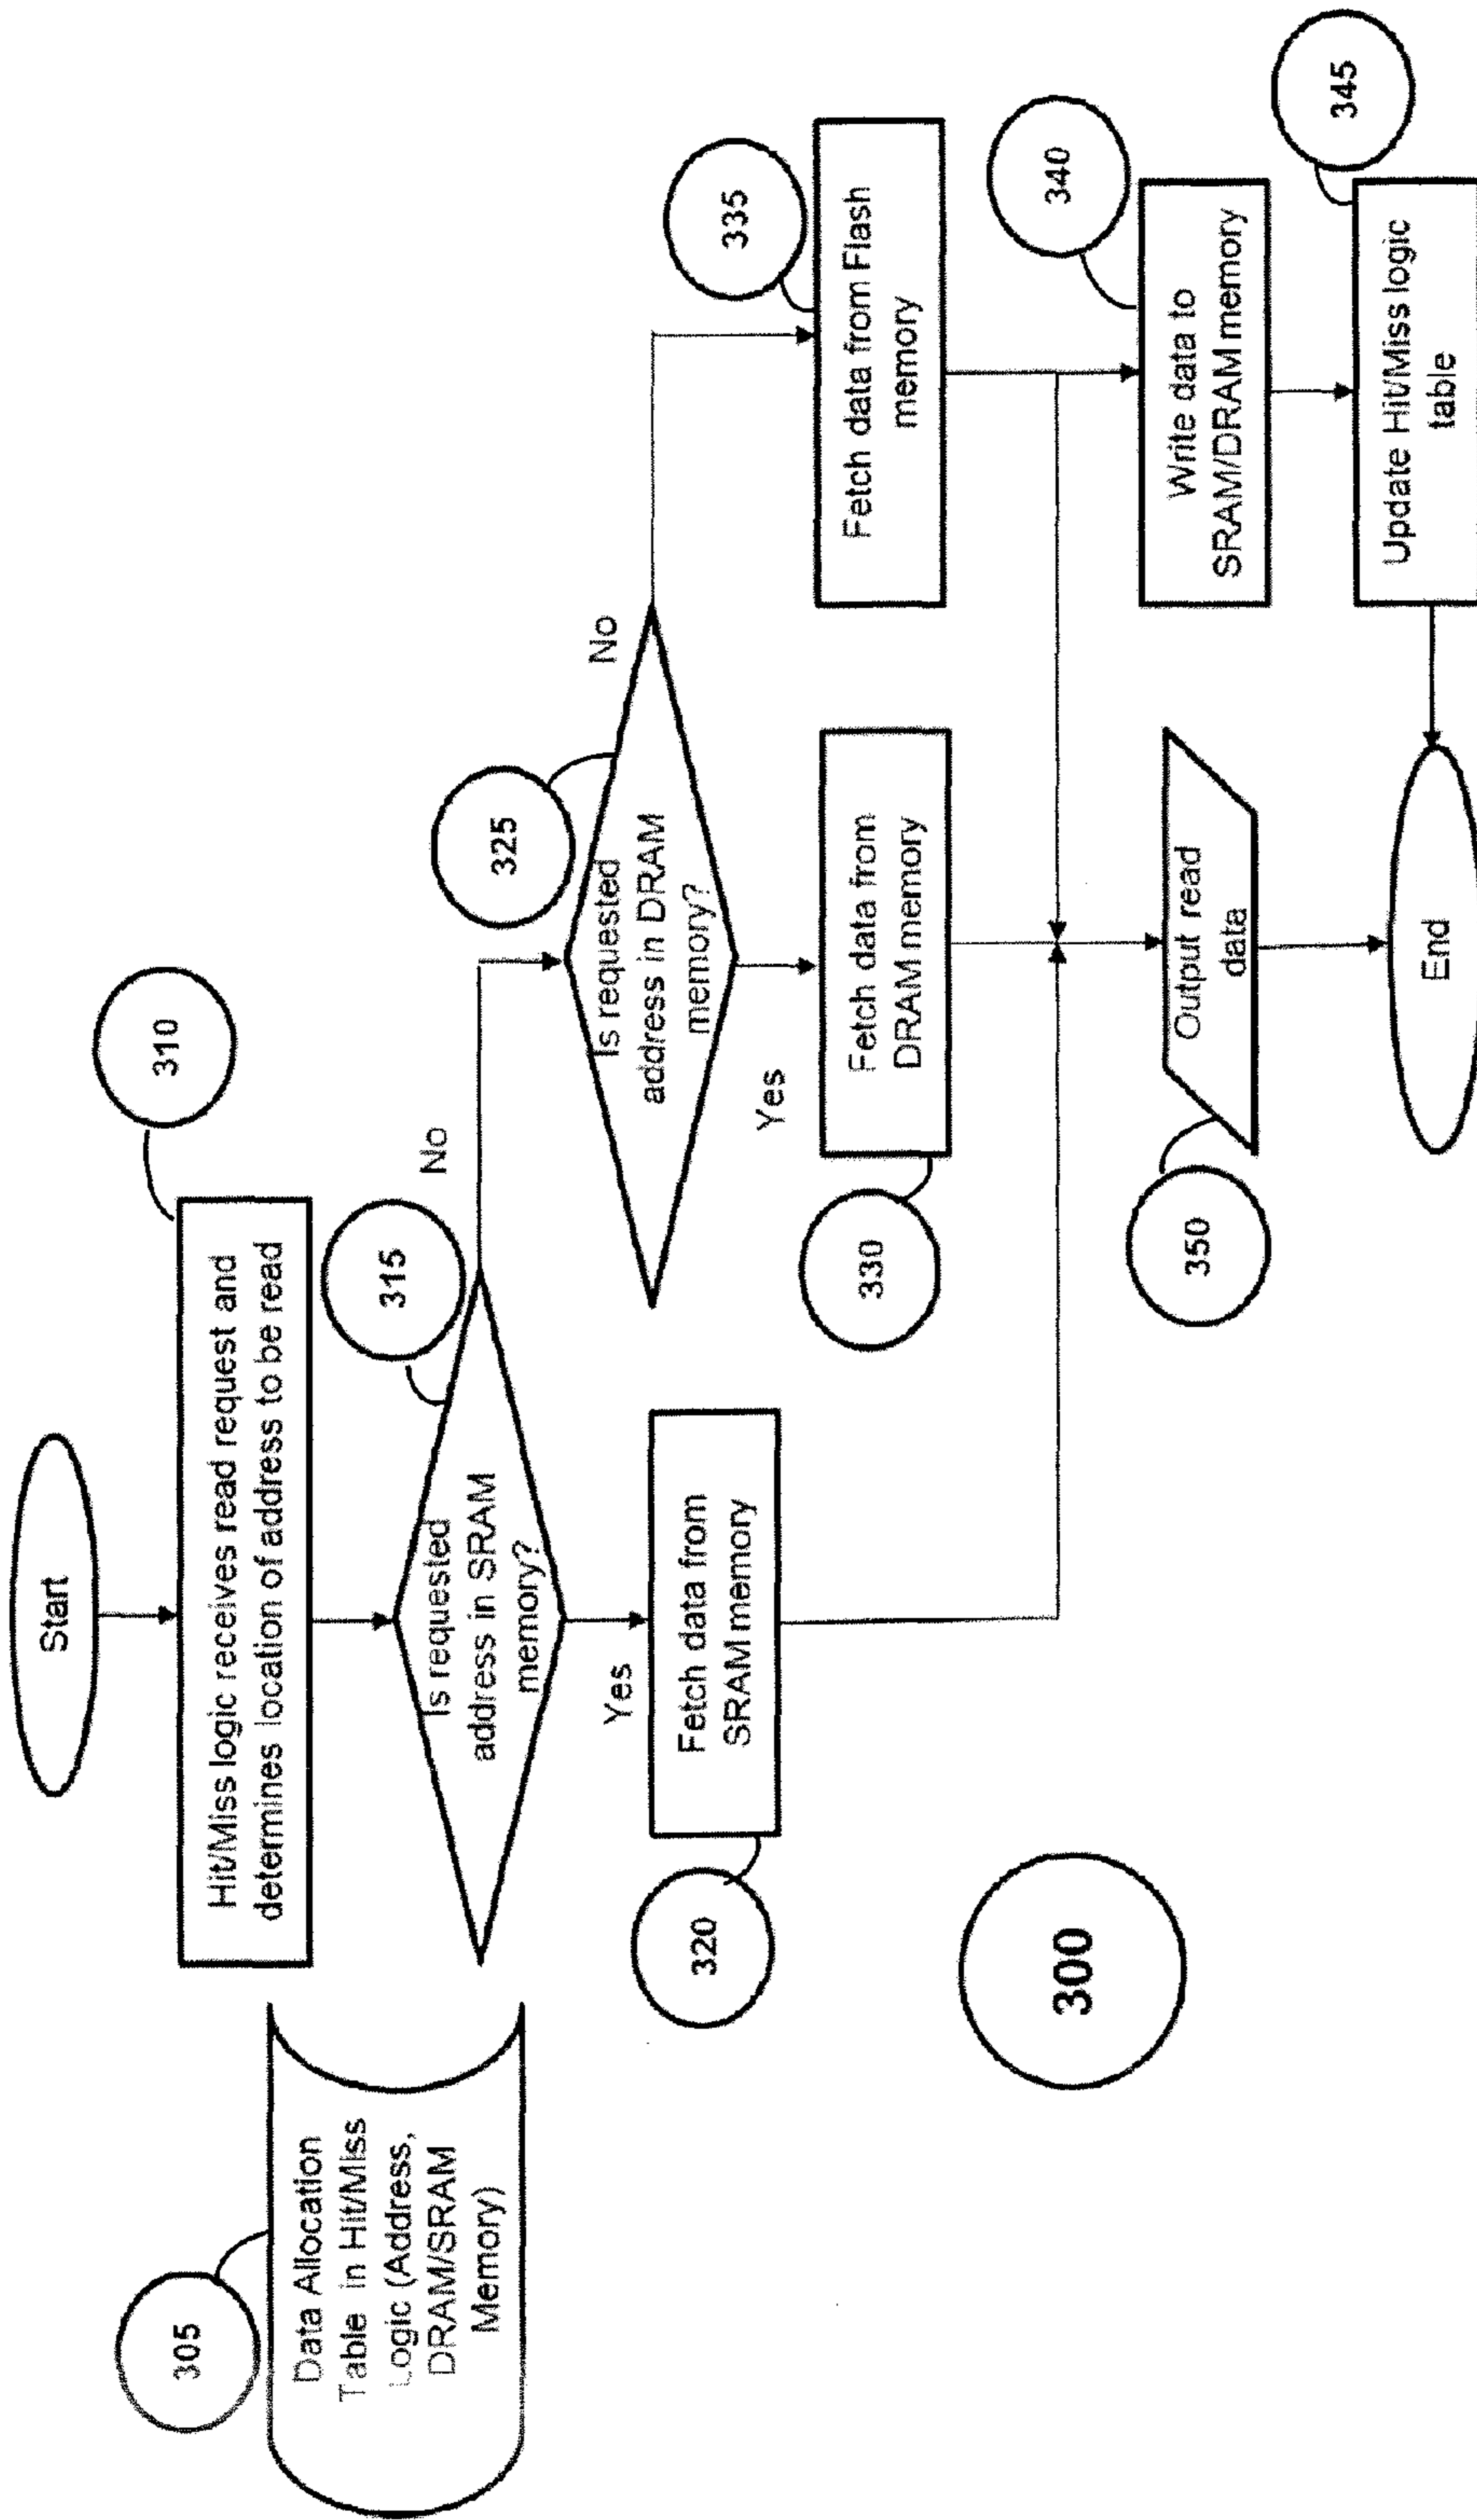 Start
310
Hit/Miss logic receives read request and
determines location of address to be read
305
Data Allocation
Table in Hit/Miss
Logic (Address,
DRAM/SRAM
Memory)
315
Is requested
address in SRAM
memory?
No
Yes
325
Is requested
address in DRAM
memory?
No
Yes
320
Fetch data from
SRAM memory
330
Fetch data from
DRAM memory
335
Fetch data from Flash
memory
340
Write data to
SRAM/DRAM memory
350
Output read
data
345
Update Hit/Miss logic
table
End
300